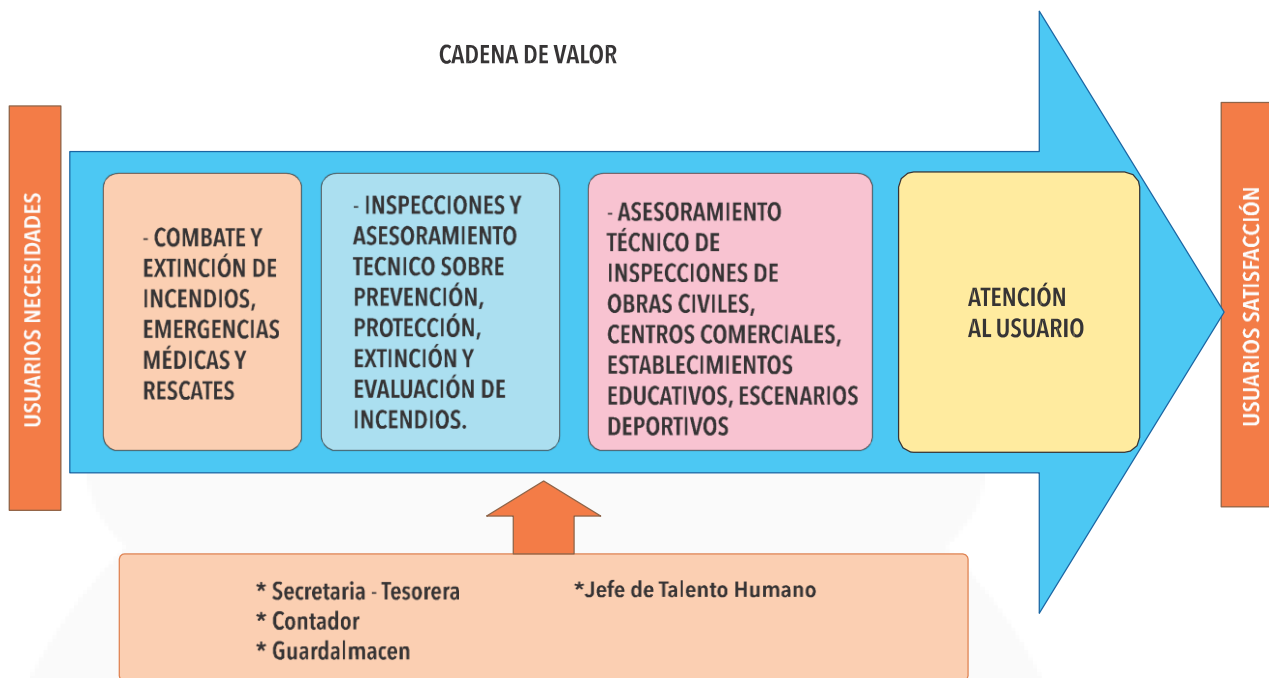 CADENA DE VALOR
USUARIOS NECESIDADES
- COMBATE Y
EXTINCIÓN DE
INCENDIOS,
EMERGENCIAS
MÉDICAS Y
RESCATES
- INSPECCIONES Y
ASESORAMIENTO
TECNICO SOBRE
PREVENCIÓN,
PROTECCIÓN,
EXTINCIÓN Y
EVALUACIÓN DE
INCENDIOS.
- ASESORAMIENTO
TÉCNICO DE
INSPECCIONES DE
OBRAS CIVILES,
CENTROS COMERCIALES,
ESTABLECIMIENTOS
EDUCATIVOS, ESCENARIOS
DEPORTIVOS
ATENCIÓN
AL USUARIO
USUARIOS SATISFACCIÓN
* Secretaria - Tesorera
* Contador
* Guardalmacen
*Jefe de Talento Humano